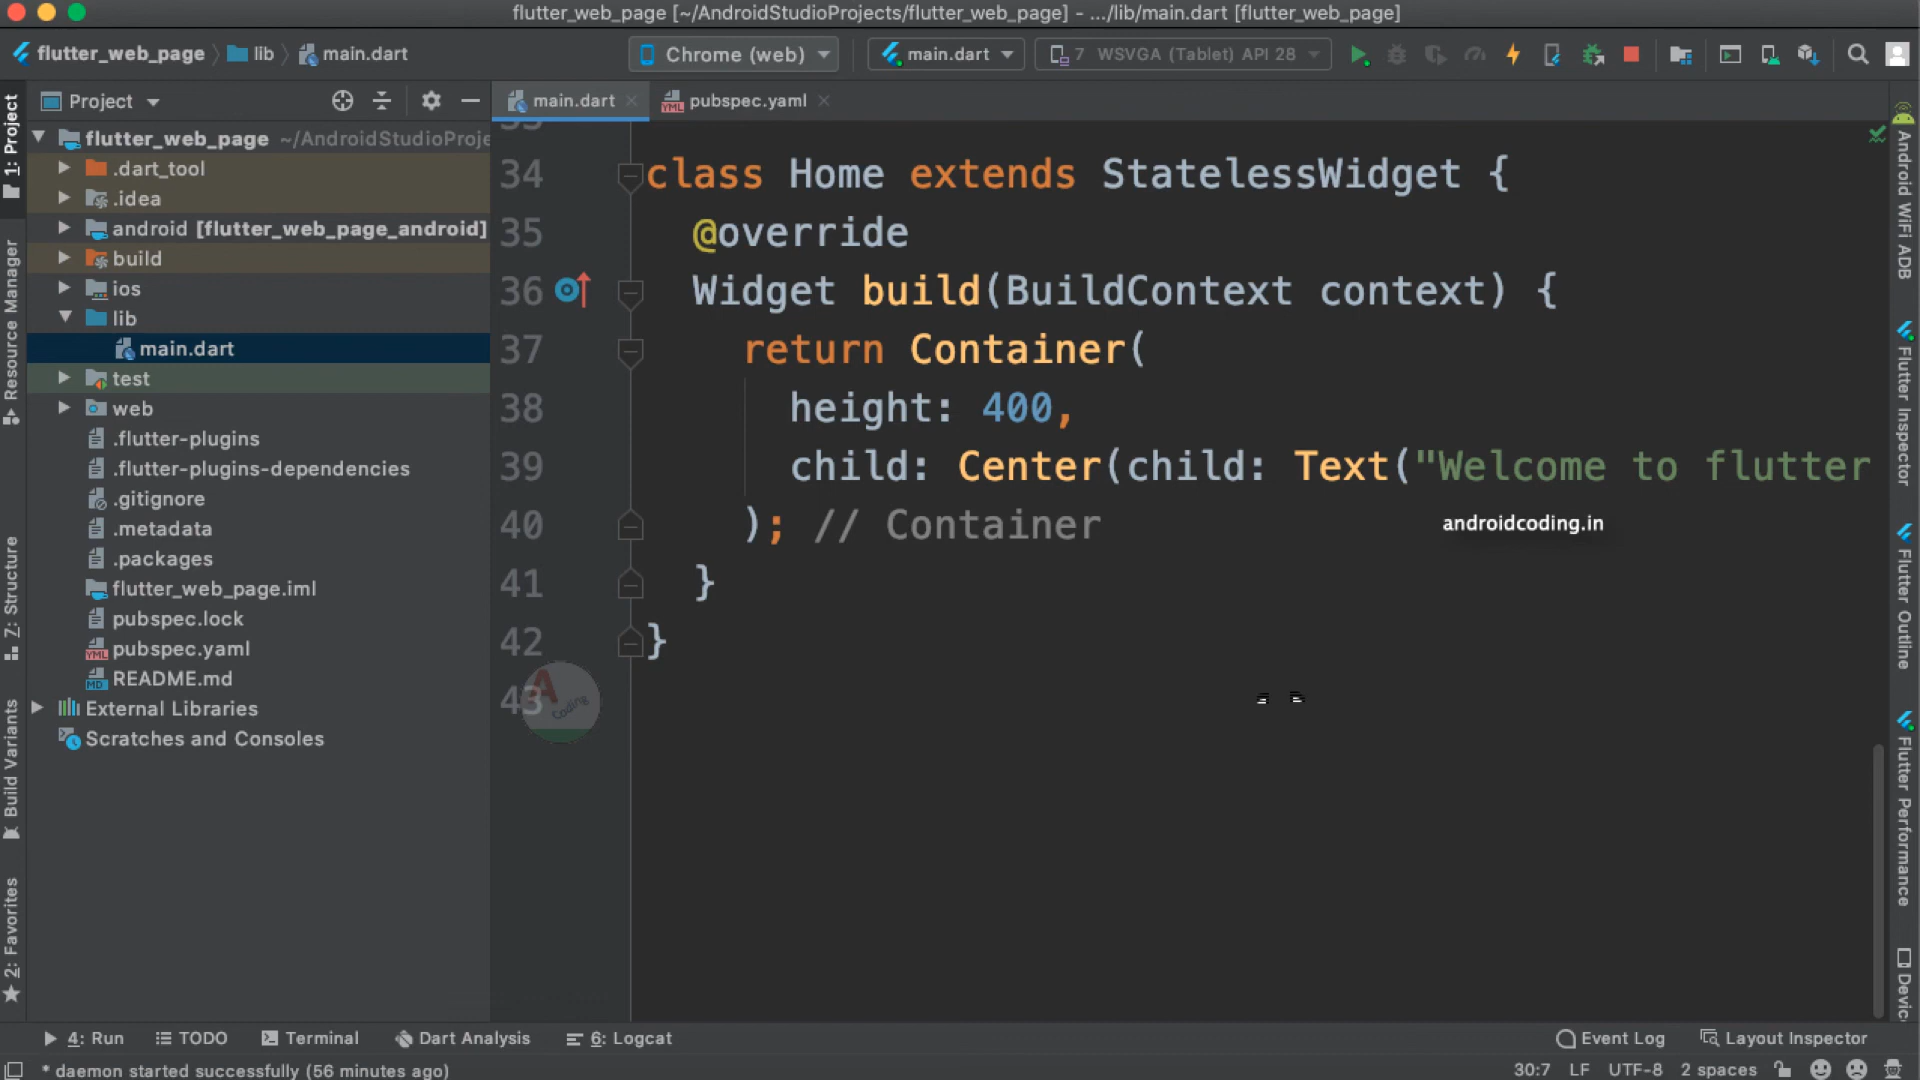 flutter_web_page [~/AndroidStudioProjects/flutter_web_page] - .../lib/main.dart [flutter_web_page]
flutter_web_page lib main.dart
Chrome (web) main.dart 7 WSVGA (Tablet) API 28
Project
main.dart pubspec.yaml
flutter_web_page ~/AndroidStudioProje
.dart_tool
.idea
android [flutter_web_page_android]
build
ios
lib
main.dart
test
web
.flutter-plugins
.flutter-plugins-dependencies
.gitignore
.metadata
.packages
flutter_web_page.iml
pubspec.lock
pubspec.yaml
README.md
External Libraries
Scratches and Consoles
1: Project
Resource Manager
Z: Structure
Build Variants
2: Favorites
34 class Home extends StatelessWidget {
35 @override
36 Widget build(BuildContext context) {
37 return Container(
38 height: 400,
39 child: Center(child: Text("Welcome to flutter
40 ); // Container
41 }
42 }
43
androidcoding.in
A Coding
Android WiFi ADB
Flutter Inspector
Flutter Outline
Flutter Performance
4: Run TODO Terminal Dart Analysis 6: Logcat Event Log Layout Inspector
* daemon started successfully (56 minutes ago) 30:7 LF UTF-8 2 spaces